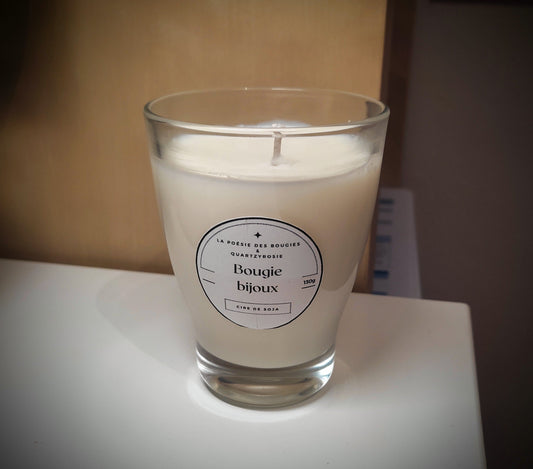 LA POÉSIE DES BOUGIES
&
QUARTZYROSIE
Bougie
bijoux
130g
CIRE DE SOJA